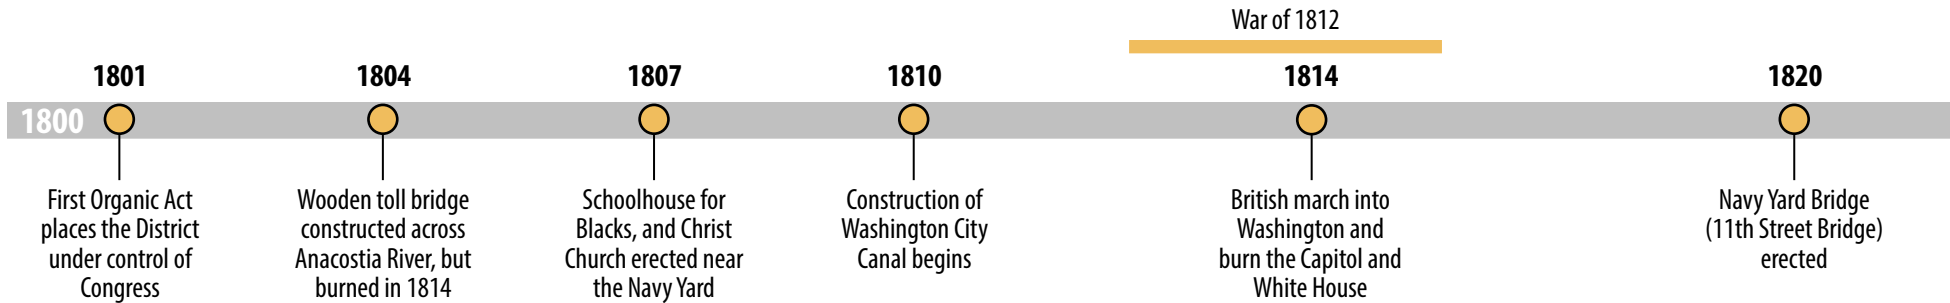 War of 1812
1801
1804
1807
1810
1814
1820
1800
First Organic Act
places the District
under control of
Congress
Wooden toll bridge
constructed across
Anacostia River, but
burned in 1814
Schoolhouse for
Blacks, and Christ
Church erected near
the Navy Yard
Construction of
Washington City
Canal begins
British march into
Washington and
burn the Capitol and
White House
Navy Yard Bridge
(11th Street Bridge)
erected